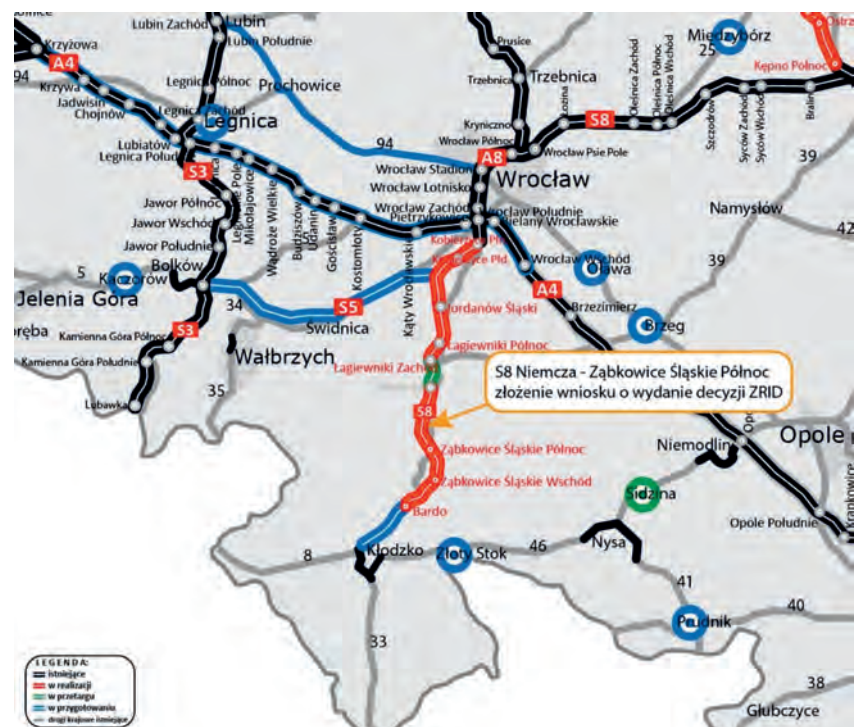 Krzyżowa
Lubin Zachód
Lubin
Lubin Południe
Prusice
Międzybórz
25
Kępno Północ
A4
94
Krzywa
Jadwisin
Chojnów
Legnica Północ
Prochowice
Trzebnica
Trzebnica
Legnica Zachód
Legnica
Łozina
Oleśnica Zachód
Oleśnica Północ
Oleśnica Wschód
Szczodrów
Syców Zachód
Syców Wschód
Bralin
S8
Kryniczno
Lubiatów
94
Wrocław Północ
A8
Wrocław Psie Pole
39
S3
Wrocław Stadion
Wrocław
Wrocław Lotnisko
Jawor Północ
Mikołajowice
Wądroże Wielkie
Budziszów
Udanin
Gościsław
Kostomłoty
Wrocław Zachód
Pietrzykowice
Namysłów
Jawor Wschód
42
Jawor Południe
Kąty Wrocławskie
Wrocław Wschód
39
5
Bolków
Kaczorów
Oława
A4
Jelenia Góra
34
S5
Jordanów Śląski
Brzezimierz
Świdnica
Brzeg
S3
Kamienna Góra Północ
Wałbrzych
Łagiewniki Północ
Kamienna Góra Południe
Łagiewniki Zachód
S8 Niemcza - Ząbkowice Śląskie Północ
złożenie wniosku o wydanie decyzji ZRID
35
Lubawka
S8
Opole
Niemodlin
Ząbkowice Śląskie Północ
Ząbkowice Śląskie Wschód
Sidzina
Bardo
Opole Południe
Krapkowice
8
Kłodzko
Złoty Stok
46
Nysa
41
Prudnik
40
33
38
Głubczyce
LEGENDA:
istniejące
w realizacji
w przetargu
w przygotowaniu
drogi krajowe istniejące